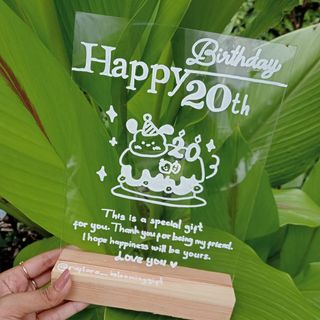 Birthday
Happy 20th
20
This is a special gift
for you. Thank you for being my friend.
I hope happiness will be yours.
Love you ♥